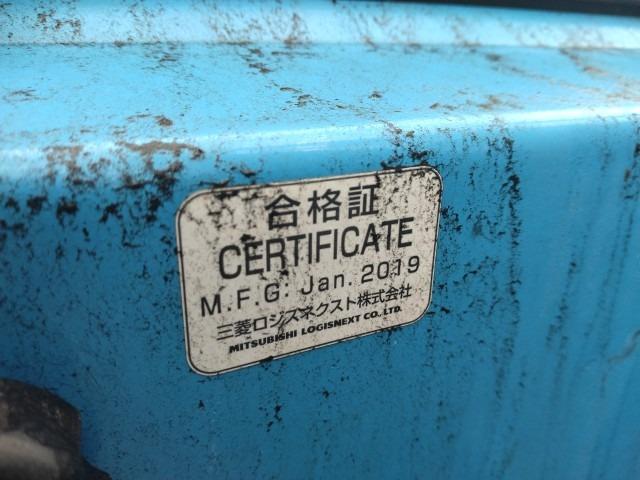 合格証
CERTIFICATE
M.F.G: Jan. 2019
三菱ロジスネクスト株式会社
MITSUBISHI LOGISNEXT CO., LTD.